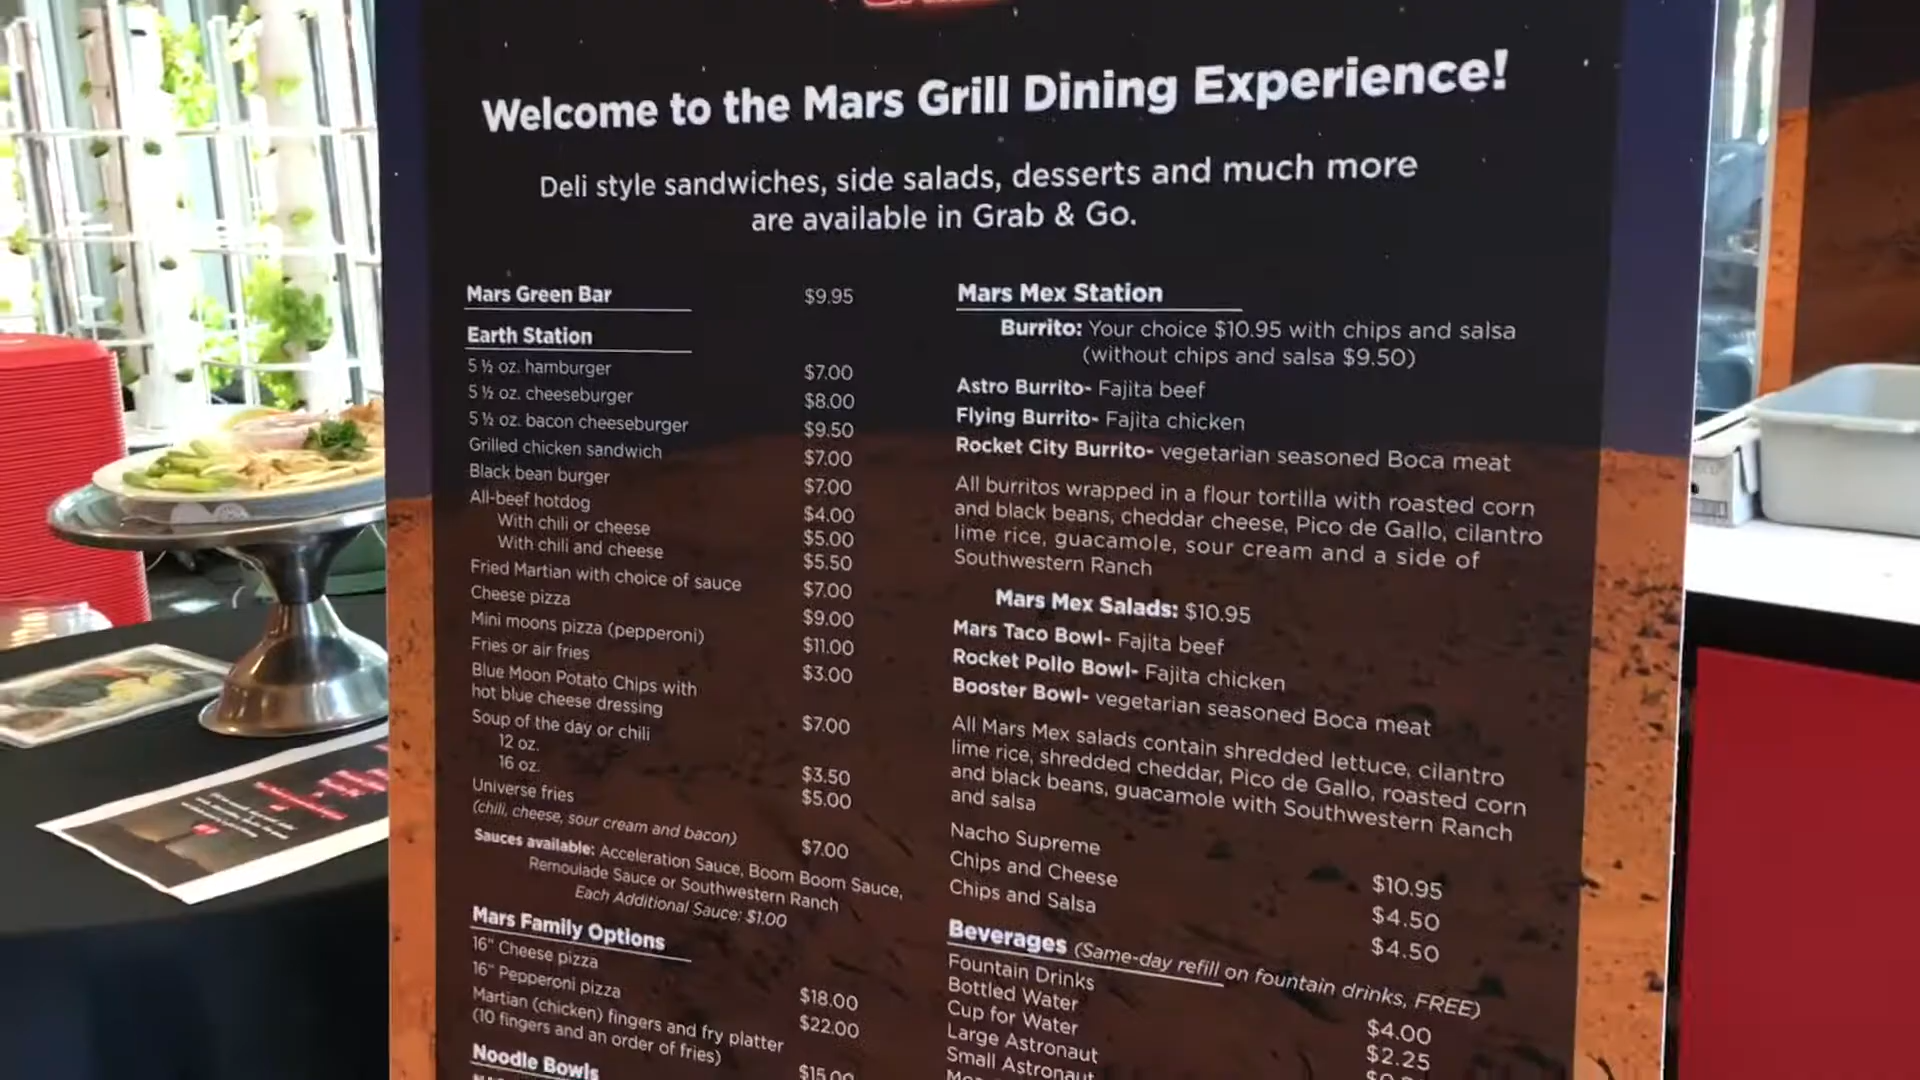 Welcome to the Mars Grill Dining Experience!
Deli style sandwiches, side salads, desserts and much more
are available in Grab & Go.
Mars Green Bar $9.95
Earth Station
5 ½ oz. hamburger $7.00
5 ½ oz. cheeseburger $8.00
5 ½ oz. bacon cheeseburger $9.50
Grilled chicken sandwich $7.00
Black bean burger $7.00
All-beef hotdog $4.00
With chili or cheese $5.00
With chili and cheese $5.50
Fried Martian with choice of sauce $7.00
Cheese pizza $9.00
Mini moons pizza (pepperoni) $11.00
Fries or air fries $3.00
Blue Moon Potato Chips with
hot blue cheese dressing $7.00
Soup of the day or chili
12 oz. $3.50
16 oz. $5.00
Universe fries
(chili, cheese, sour cream and bacon) $7.00
Sauces available: Acceleration Sauce, Boom Boom Sauce,
Remoulade Sauce or Southwestern Ranch
Each Additional Sauce: $1.00
Mars Family Options
16" Cheese pizza $18.00
16" Pepperoni pizza $22.00
Martian (chicken) fingers and fry platter
(10 fingers and an order of fries) $15.00
Noodle Bowls
Mars Mex Station
Burrito: Your choice $10.95 with chips and salsa
(without chips and salsa $9.50)
Astro Burrito- Fajita beef
Flying Burrito- Fajita chicken
Rocket City Burrito- vegetarian seasoned Boca meat
All burritos wrapped in a flour tortilla with roasted corn
and black beans, cheddar cheese, Pico de Gallo, cilantro
lime rice, guacamole, sour cream and a side of
Southwestern Ranch
Mars Mex Salads: $10.95
Mars Taco Bowl- Fajita beef
Rocket Pollo Bowl- Fajita chicken
Booster Bowl- vegetarian seasoned Boca meat
All Mars Mex salads contain shredded lettuce, cilantro
lime rice, shredded cheddar, Pico de Gallo, roasted corn
and black beans, guacamole with Southwestern Ranch
and salsa
Nacho Supreme $10.95
Chips and Cheese $4.50
Chips and Salsa $4.50
Beverages (Same-day refill on fountain drinks, FREE)
Fountain Drinks $4.00
Bottled Water $2.25
Cup for Water
Large Astronaut
Small Astronaut